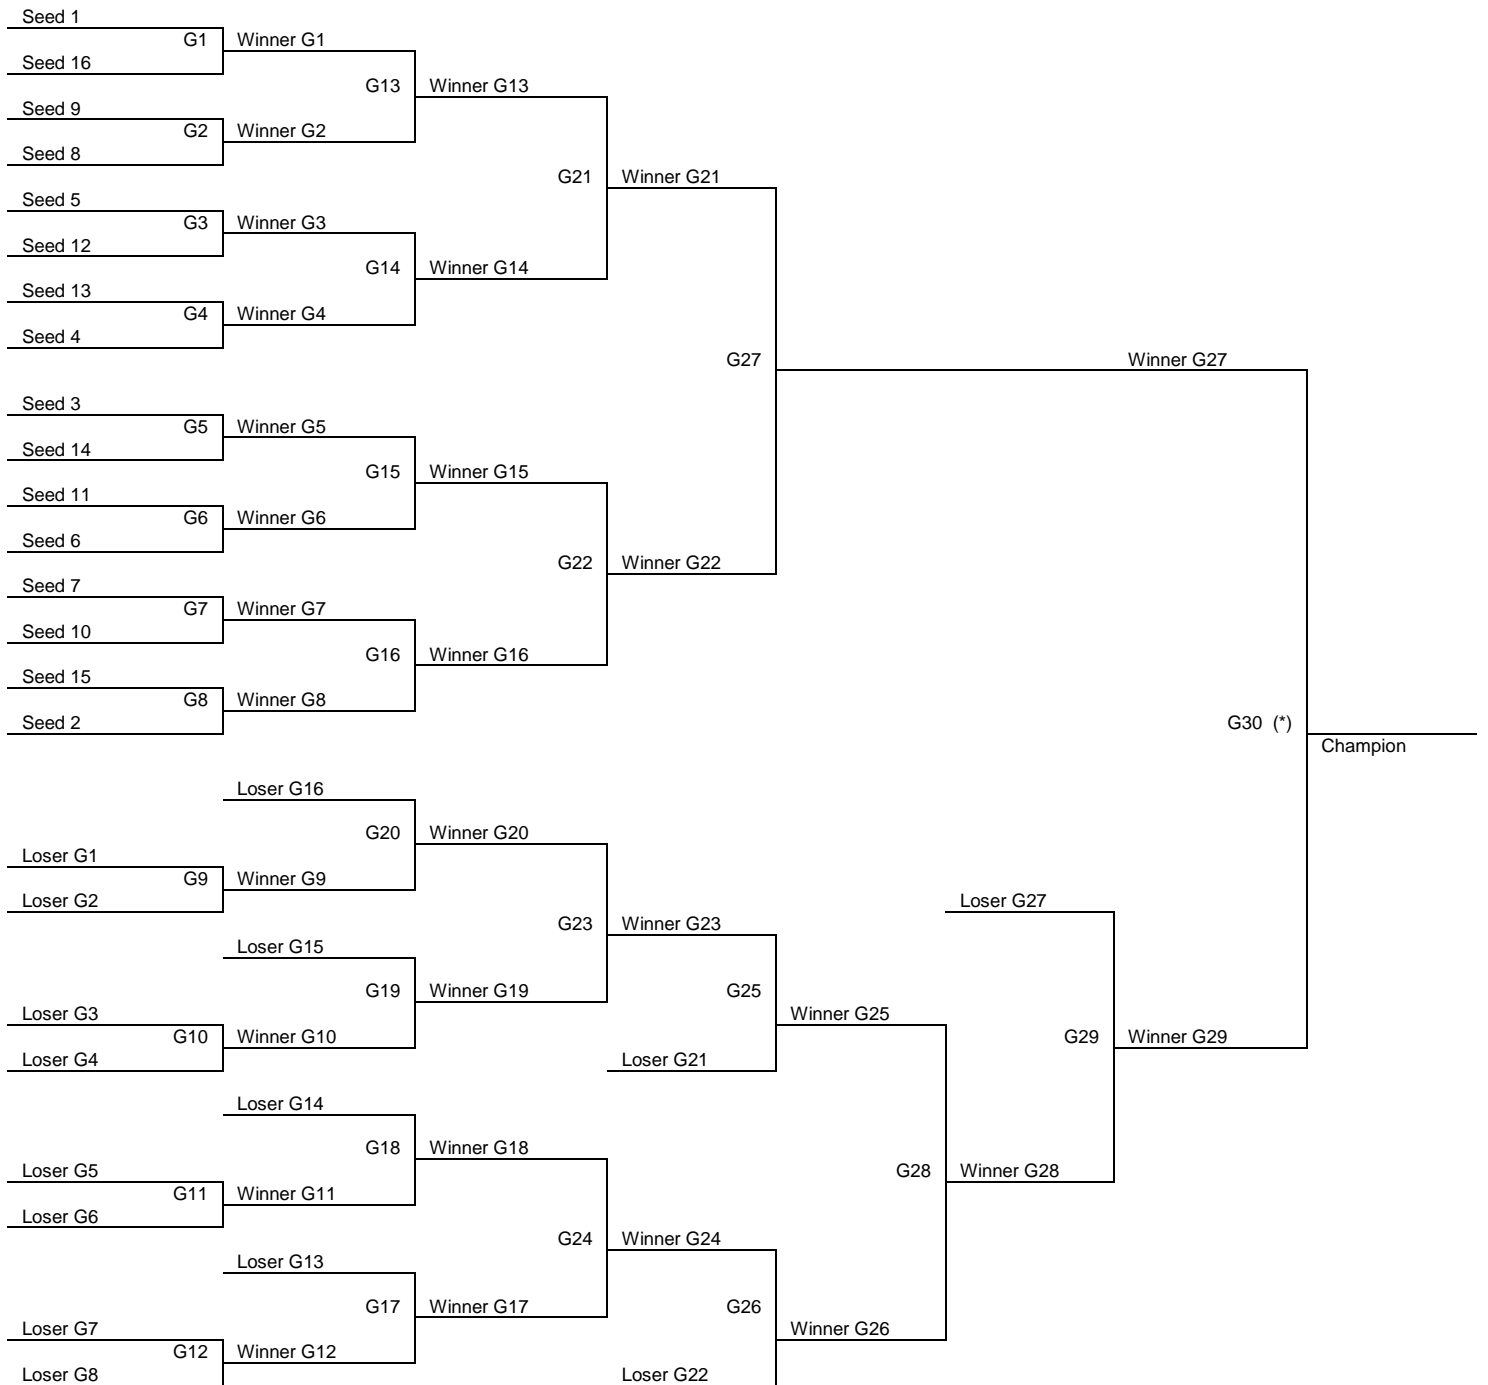 Seed 1
G1
Winner G1
Seed 16
G13
Winner G13
Seed 9
G2
Winner G2
Seed 8
G21
Winner G21
Seed 5
G3
Winner G3
Seed 12
G14
Winner G14
Seed 13
G4
Winner G4
Seed 4
G27
Winner G27
Seed 3
G5
Winner G5
Seed 14
G15
Winner G15
Seed 11
G6
Winner G6
Seed 6
G22
Winner G22
Seed 7
G7
Winner G7
Seed 10
G16
Winner G16
Seed 15
G8
Winner G8
Seed 2
G30 (*)
Champion
Loser G16
G20
Winner G20
Loser G1
G9
Winner G9
Loser G2
Loser G27
G23
Winner G23
Loser G15
G19
Winner G19
G25
Loser G3
Winner G25
G10
Winner G10
G29
Winner G29
Loser G4
Loser G21
Loser G14
G18
Winner G18
Loser G5
G28
Winner G28
G11
Winner G11
Loser G6
G24
Winner G24
Loser G13
G17
Winner G17
G26
Loser G7
Winner G26
G12
Winner G12
Loser G8
Loser G22